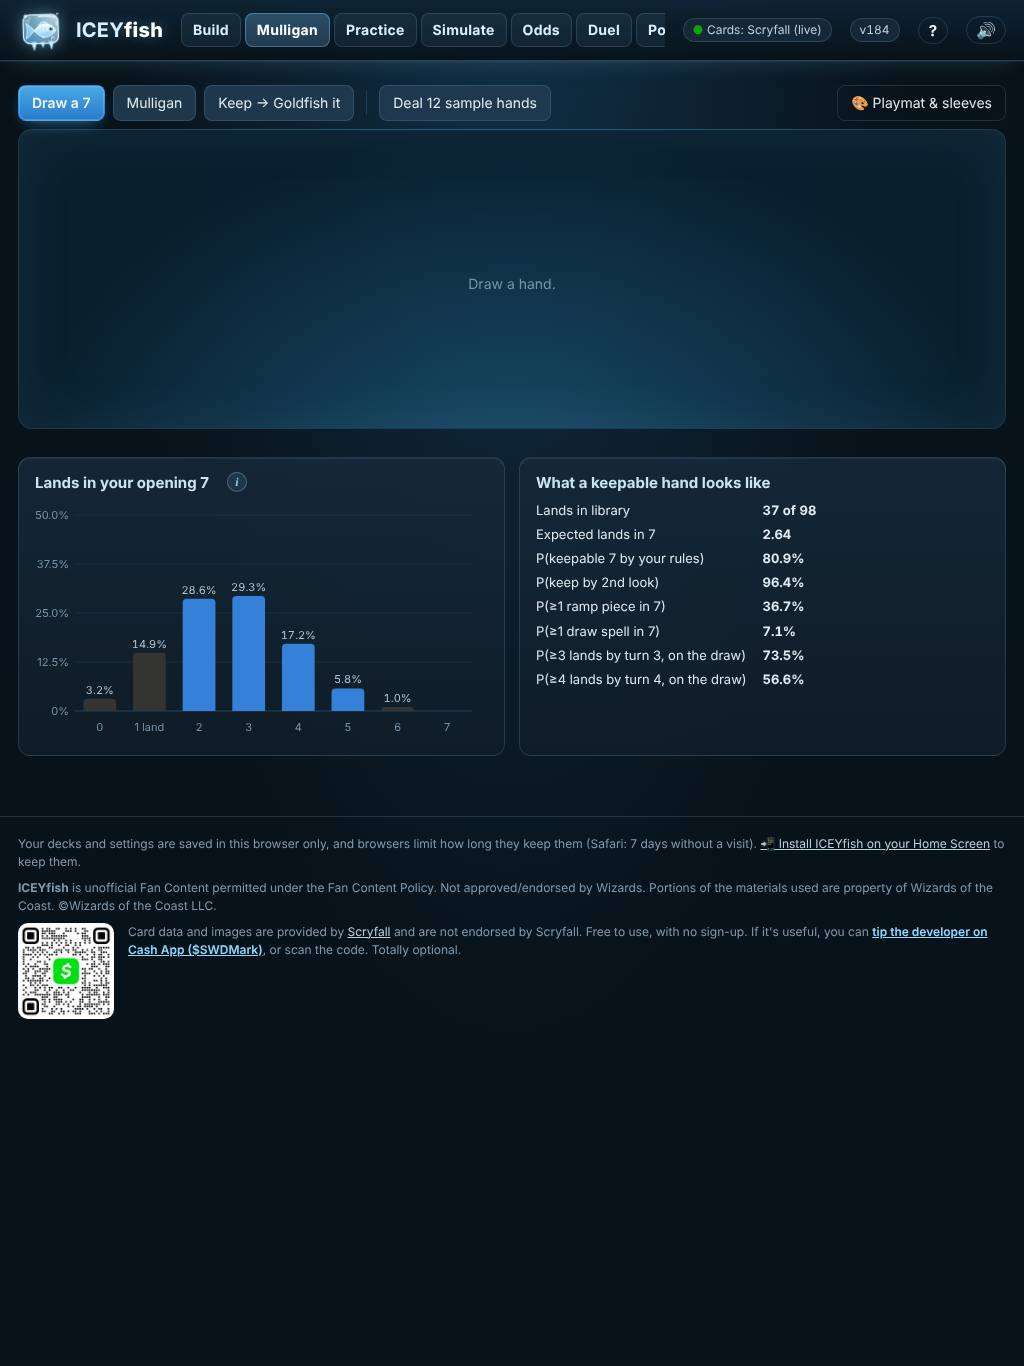 ICEYfish Build Mulligan Practice Simulate Odds Duel Po Cards: Scryfall (live) v184 ?
Draw a 7 Mulligan Keep → Goldfish it Deal 12 sample hands Playmat & sleeves
Draw a hand.
Lands in your opening 7 i
50.0%
37.5%
25.0%
12.5%
0%
3.2% 14.9% 28.6% 29.3% 17.2% 5.8% 1.0%
0 1 land 2 3 4 5 6 7
What a keepable hand looks like
Lands in library 37 of 98
Expected lands in 7 2.64
P(keepable 7 by your rules) 80.9%
P(keep by 2nd look) 96.4%
P(≥1 ramp piece in 7) 36.7%
P(≥1 draw spell in 7) 7.1%
P(≥3 lands by turn 3, on the draw) 73.5%
P(≥4 lands by turn 4, on the draw) 56.6%
Your decks and settings are saved in this browser only, and browsers limit how long they keep them (Safari: 7 days without a visit). Install ICEYfish on your Home Screen to
keep them.
ICEYfish is unofficial Fan Content permitted under the Fan Content Policy. Not approved/endorsed by Wizards. Portions of the materials used are property of Wizards of the
Coast. ©Wizards of the Coast LLC.
Card data and images are provided by Scryfall and are not endorsed by Scryfall. Free to use, with no sign-up. If it's useful, you can tip the developer on
Cash App ($SWDMark), or scan the code. Totally optional.
$